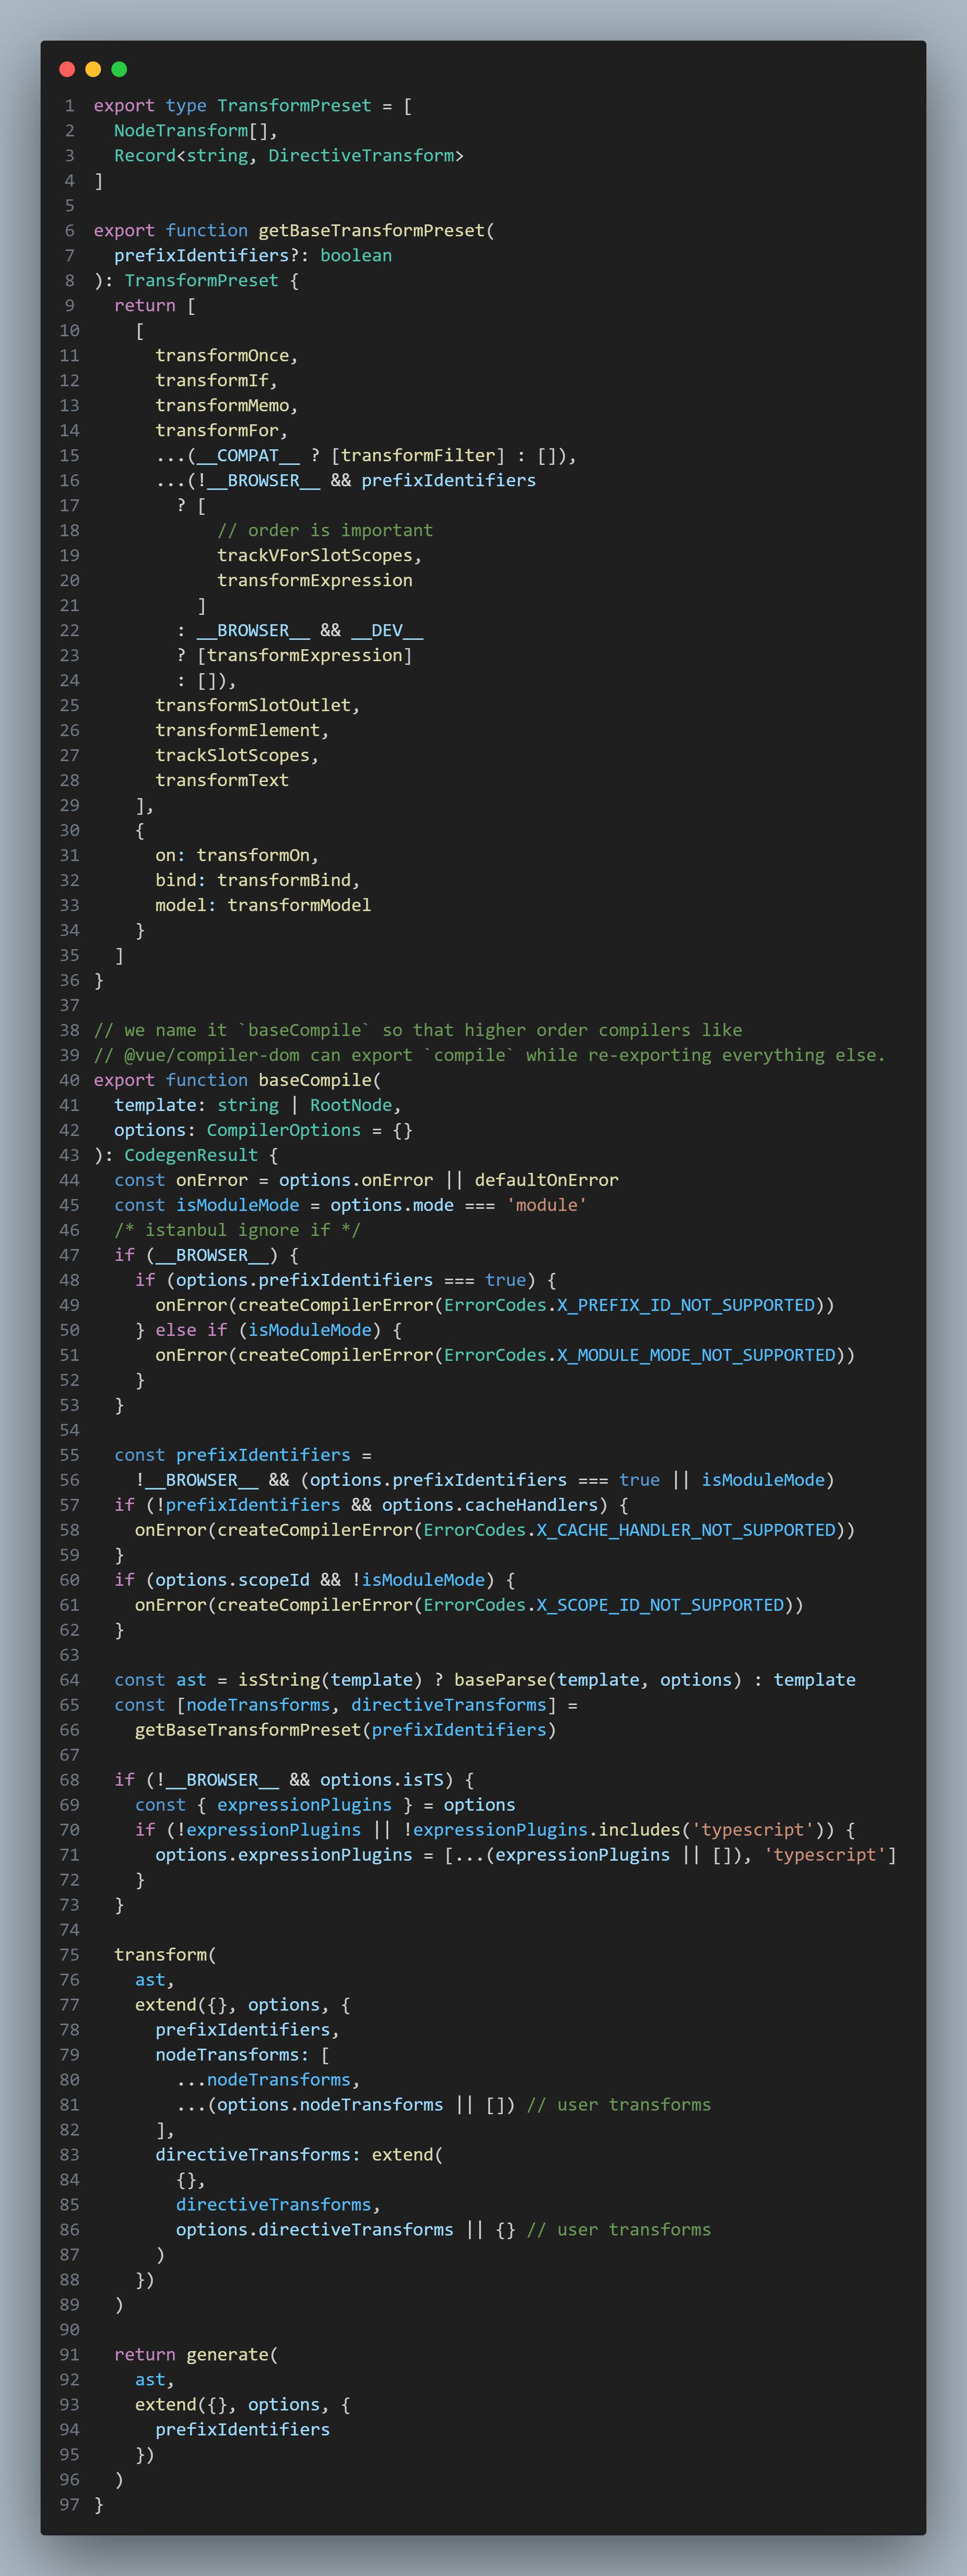 1 export type TransformPreset = [
2   NodeTransform[],
3   Record<string, DirectiveTransform>
4 ]
5
6 export function getBaseTransformPreset(
7   prefixIdentifiers?: boolean
8 ): TransformPreset {
9   return [
10     [
11       transformOnce,
12       transformIf,
13       transformMemo,
14       transformFor,
15       ...(__COMPAT__ ? [transformFilter] : []),
16       ...(!__BROWSER__ && prefixIdentifiers
17         ? [
18             // order is important
19             trackVForSlotScopes,
20             transformExpression
21           ]
22         : __BROWSER__ && __DEV__
23         ? [transformExpression]
24         : []),
25       transformSlotOutlet,
26       transformElement,
27       trackSlotScopes,
28       transformText
29     ],
30     {
31       on: transformOn,
32       bind: transformBind,
33       model: transformModel
34     }
35   ]
36 }
37
38 // we name it `baseCompile` so that higher order compilers like
39 // @vue/compiler-dom can export `compile` while re-exporting everything else.
40 export function baseCompile(
41   template: string | RootNode,
42   options: CompilerOptions = {}
43 ): CodegenResult {
44   const onError = options.onError || defaultOnError
45   const isModuleMode = options.mode === 'module'
46   /* istanbul ignore if */
47   if (__BROWSER__) {
48     if (options.prefixIdentifiers === true) {
49       onError(createCompilerError(ErrorCodes.X_PREFIX_ID_NOT_SUPPORTED))
50     } else if (isModuleMode) {
51       onError(createCompilerError(ErrorCodes.X_MODULE_MODE_NOT_SUPPORTED))
52     }
53   }
54
55   const prefixIdentifiers =
56     !__BROWSER__ && (options.prefixIdentifiers === true || isModuleMode)
57   if (!prefixIdentifiers && options.cacheHandlers) {
58     onError(createCompilerError(ErrorCodes.X_CACHE_HANDLER_NOT_SUPPORTED))
59   }
60   if (options.scopeId && !isModuleMode) {
61     onError(createCompilerError(ErrorCodes.X_SCOPE_ID_NOT_SUPPORTED))
62   }
63
64   const ast = isString(template) ? baseParse(template, options) : template
65   const [nodeTransforms, directiveTransforms] =
66     getBaseTransformPreset(prefixIdentifiers)
67
68   if (!__BROWSER__ && options.isTS) {
69     const { expressionPlugins } = options
70     if (!expressionPlugins || !expressionPlugins.includes('typescript')) {
71       options.expressionPlugins = [...(expressionPlugins || []), 'typescript']
72     }
73   }
74
75   transform(
76     ast,
77     extend({}, options, {
78       prefixIdentifiers,
79       nodeTransforms: [
80         ...nodeTransforms,
81         ...(options.nodeTransforms || []) // user transforms
82       ],
83       directiveTransforms: extend(
84         {},
85         directiveTransforms,
86         options.directiveTransforms || {} // user transforms
87       )
88     })
89   )
90
91   return generate(
92     ast,
93     extend({}, options, {
94       prefixIdentifiers
95     })
96   )
97 }